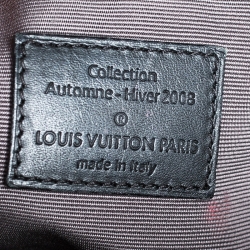 Collection
Automne-Hiver 2008
®
LOUIS VUITTON PARIS
made in Italy